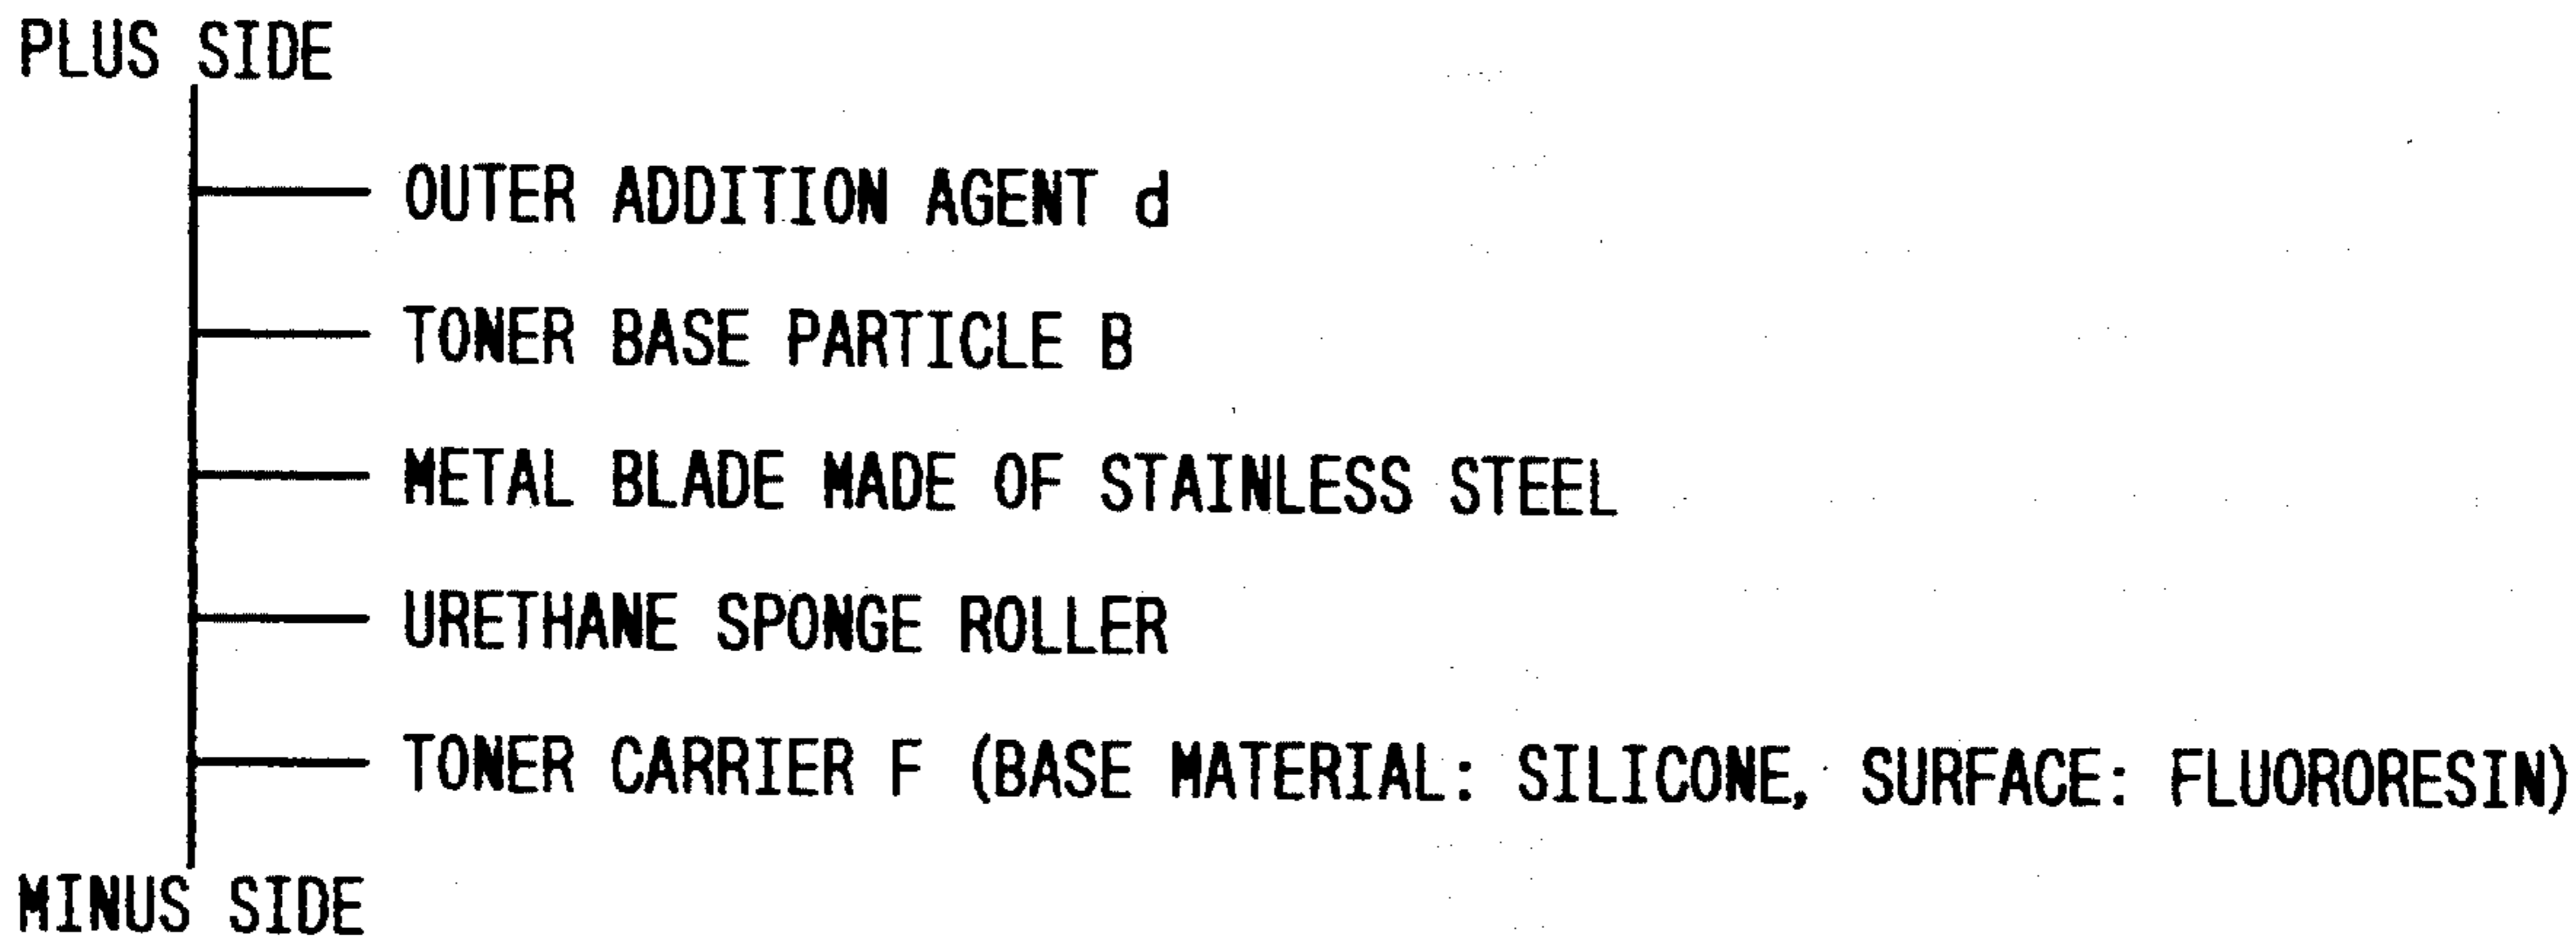 PLUS SIDE
OUTER ADDITION AGENT d
TONER BASE PARTICLE B
METAL BLADE MADE OF STAINLESS STEEL
URETHANE SPONGE ROLLER
TONER CARRIER F (BASE MATERIAL: SILICONE, SURFACE: FLUORORESIN)
MINUS SIDE